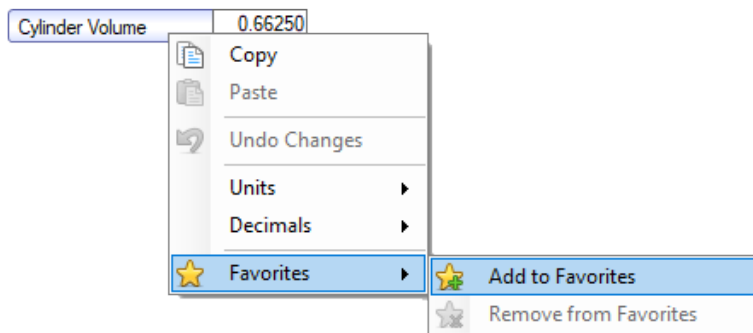 Cylinder Volume 0.66250
Copy
Paste
Undo Changes
Units
Decimals
Favorites
Add to Favorites
Remove from Favorites